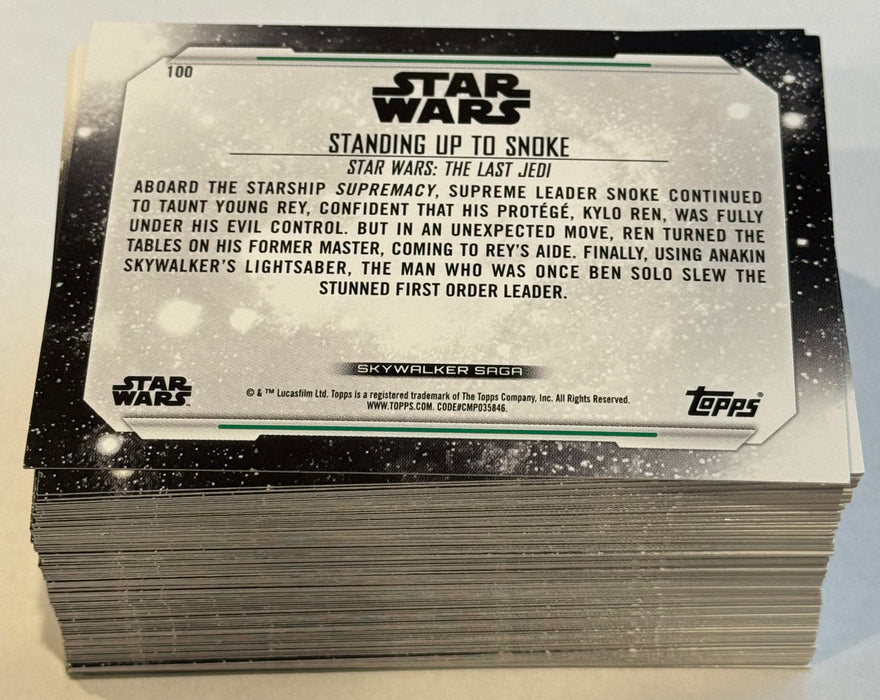 100
STAR
WARS
STANDING UP TO SNOKE
STAR WARS: THE LAST JEDI
ABOARD THE STARSHIP SUPREMACY, SUPREME LEADER SNOKE CONTINUED
TO TAUNT YOUNG REY, CONFIDENT THAT HIS PROTÉGÉ, KYLO REN, WAS FULLY
UNDER HIS EVIL CONTROL. BUT IN AN UNEXPECTED MOVE, REN TURNED THE
TABLES ON HIS FORMER MASTER, COMING TO REY'S AIDE. FINALLY, USING ANAKIN
SKYWALKER'S LIGHTSABER, THE MAN WHO WAS ONCE BEN SOLO SLEW THE
STUNNED FIRST ORDER LEADER.
SKYWALKER SAGA
STAR
WARS
© & ™ Lucasfilm Ltd. Topps is a registered trademark of The Topps Company, Inc. All Rights Reserved.
WWW.TOPPS.COM. CODE#CMP035846.
Topps®